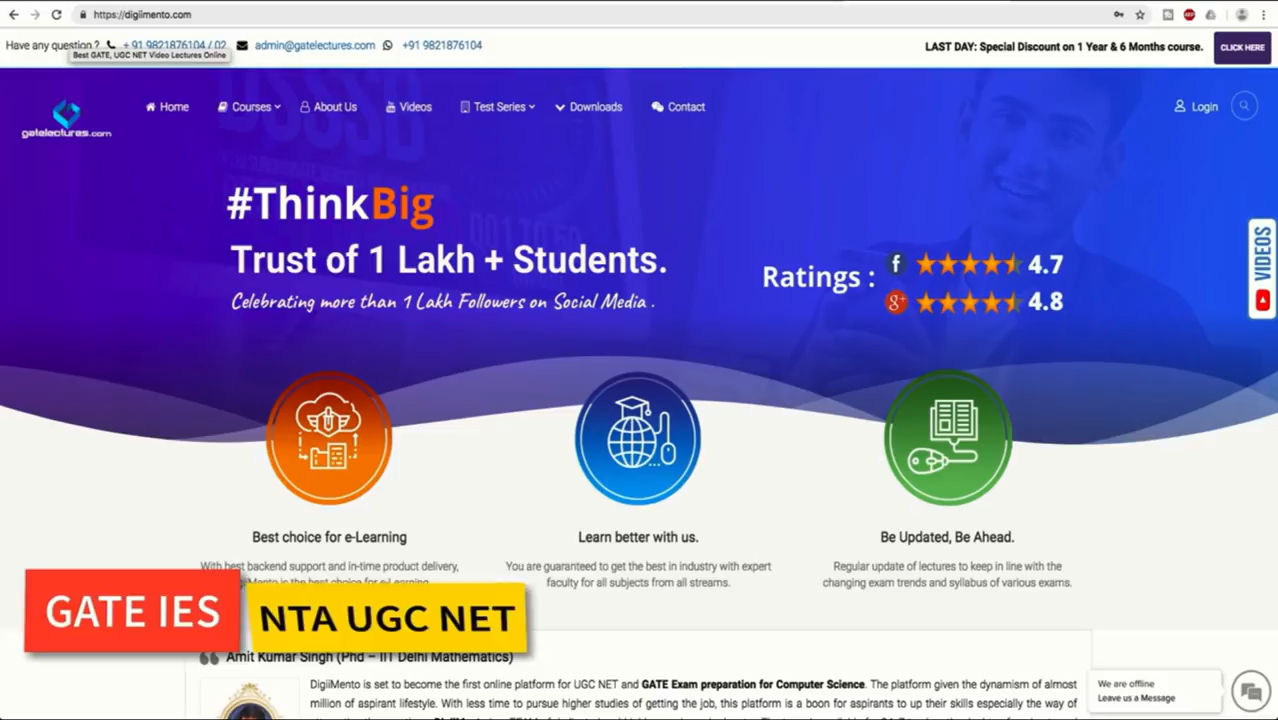 https://digiimento.com
Have any question ? + 91 9821876104 / 02 admin@gatelectures.com +91 9821876104
LAST DAY: Special Discount on 1 Year & 6 Months course. CLICK HERE
Best GATE, UGC NET Video Lectures Online
gatelectures.com
Home Courses About Us Videos Test Series Downloads Contact Login
#ThinkBig
Trust of 1 Lakh + Students.
Celebrating more than 1 Lakh Followers on Social Media .
Ratings : f 4.7
g+ 4.8
VIDEOS
Best choice for e-Learning
With best backend support and in-time product delivery,
DigiiMento is the best choice for e-Learning
Learn better with us.
You are guaranteed to get the best in industry with expert
faculty for all subjects from all streams.
Be Updated, Be Ahead.
Regular update of lectures to keep in line with the
changing exam trends and syllabus of various exams.
GATE IES
NTA UGC NET
Amit Kumar Singh (Phd – IIT Delhi Mathematics)
DigiiMento is set to become the first online platform for UGC NET and GATE Exam preparation for Computer Science. The platform given the dynamism of almost
million of aspirant lifestyle. With less time to pursue higher studies of getting the job, this platform is a boon for aspirants to up their skills especially the way of
We are offline
Leave us a Message